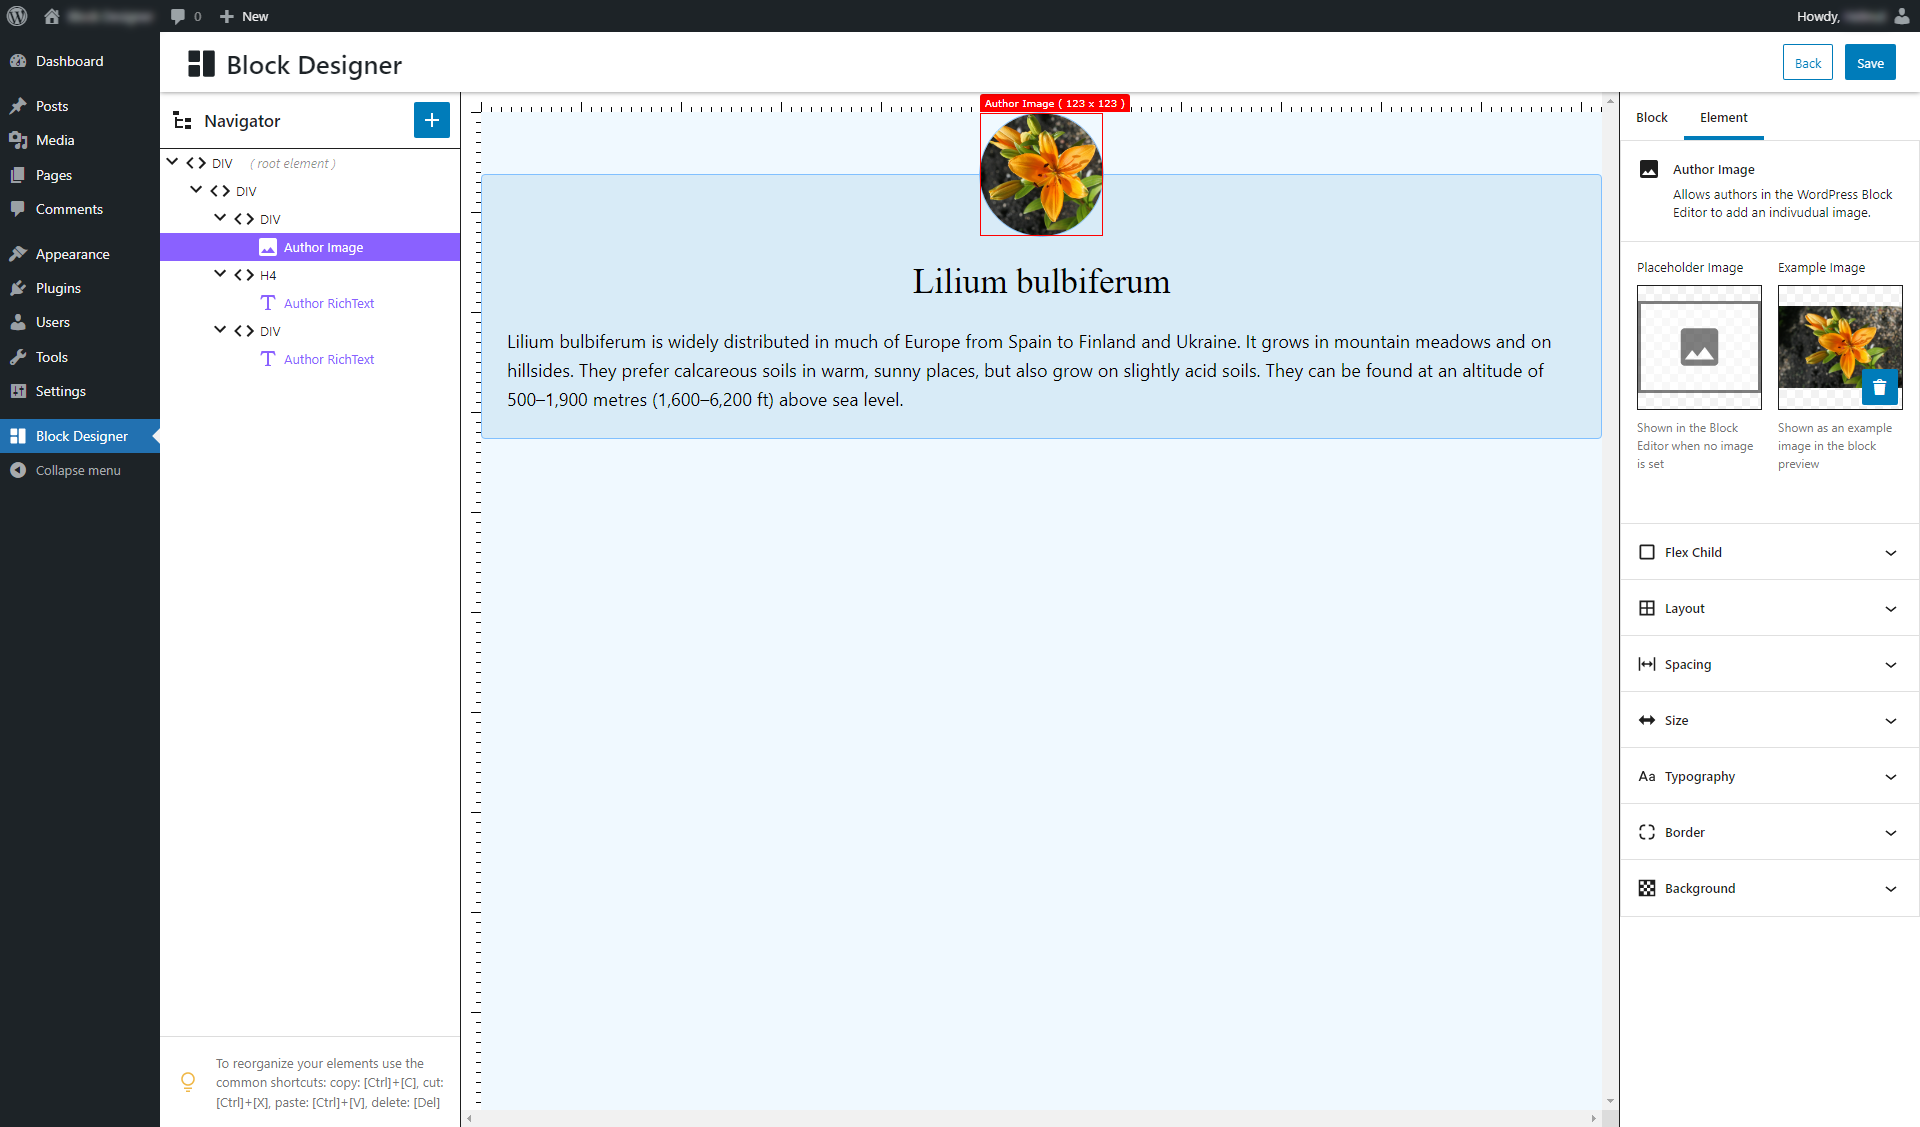 0
New
Howdy,
Dashboard
Posts
Media
Pages
Comments
Appearance
Plugins
Users
Tools
Settings
Block Designer
Collapse menu
Block Designer
Back
Save
Navigator
DIV ( root element )
DIV
DIV
Author Image
H4
Author RichText
DIV
Author RichText
To reorganize your elements use the
common shortcuts: copy: [Ctrl]+[C], cut:
[Ctrl]+[X], paste: [Ctrl]+[V], delete: [Del]
Author Image ( 123 x 123 )
Lilium bulbiferum
Lilium bulbiferum is widely distributed in much of Europe from Spain to Finland and Ukraine. It grows in mountain meadows and on
hillsides. They prefer calcareous soils in warm, sunny places, but also grow on slightly acid soils. They can be found at an altitude of
500–1,900 metres (1,600–6,200 ft) above sea level.
Block
Element
Author Image
Allows authors in the WordPress Block
Editor to add an indivudual image.
Placeholder Image
Shown in the Block
Editor when no image
is set
Example Image
Shown as an example
image in the block
preview
Flex Child
Layout
Spacing
Size
Aa Typography
Border
Background